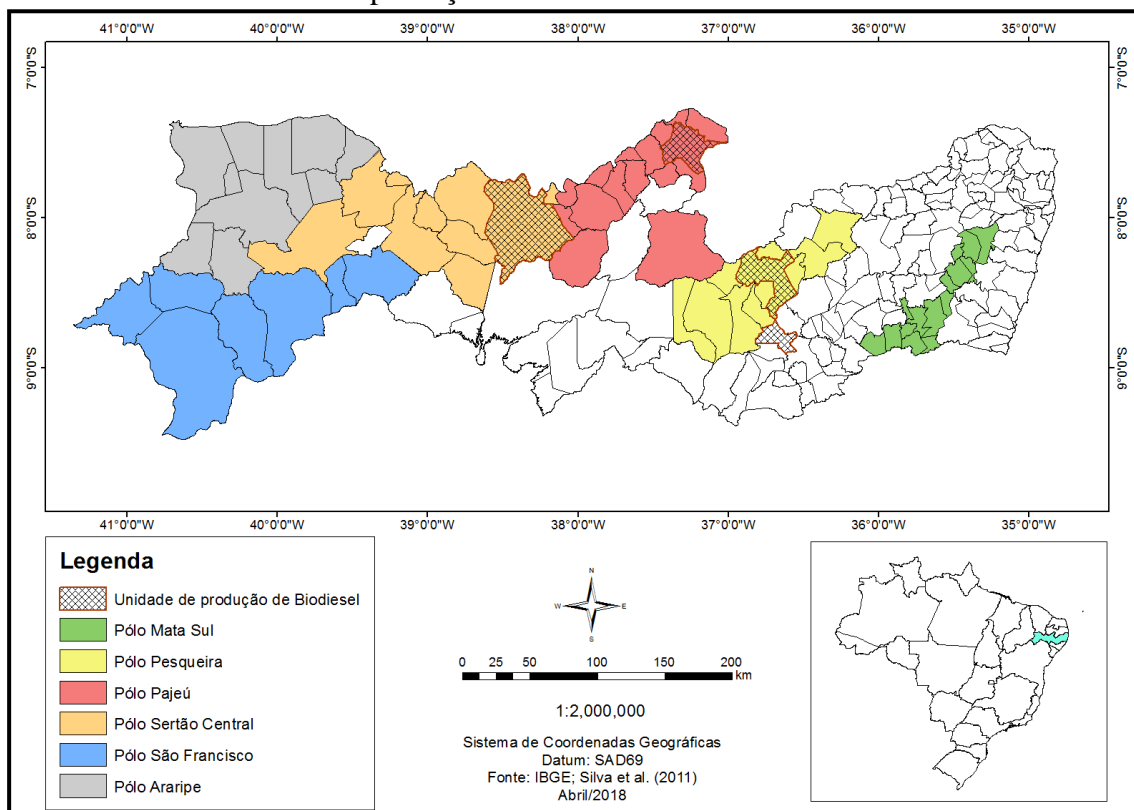 produção
41°0'0"W 40°0'0"W 39°0'0"W 38°0'0"W 37°0'0"W 36°0'0"W 35°0'0"W
7°0'0"S 7°0'0"S
8°0'0"S 8°0'0"S
9°0'0"S 9°0'0"S
41°0'0"W 40°0'0"W 39°0'0"W 38°0'0"W 37°0'0"W 36°0'0"W 35°0'0"W
Legenda
Unidade de produção de Biodiesel
Pólo Mata Sul
Pólo Pesqueira
Pólo Pajeú
Pólo Sertão Central
Pólo São Francisco
Pólo Araripe
N
W E
S
0 25 50 100 150 200
km
1:2,000,000
Sistema de Coordenadas Geográficas
Datum: SAD69
Fonte: IBGE; Silva et al. (2011)
Abril/2018